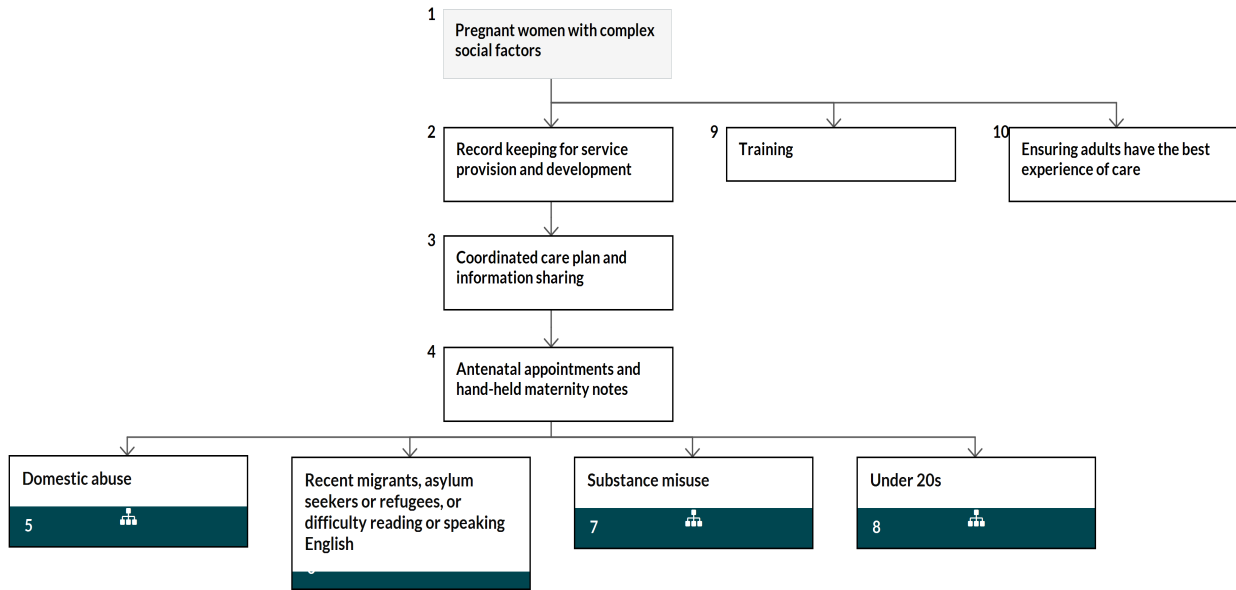 1
Pregnant women with complex
social factors
2
Record keeping for service
provision and development
9
Training
10
Ensuring adults have the best
experience of care
3
Coordinated care plan and
information sharing
4
Antenatal appointments and
hand-held maternity notes
Domestic abuse
5
Recent migrants, asylum
seekers or refugees, or
difficulty reading or speaking
English
Substance misuse
7
Under 20s
8